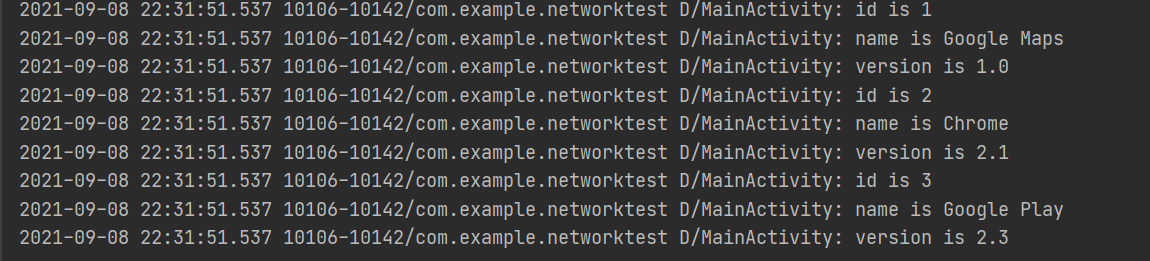 2021-09-08 22:31:51.537 10106-10142/com.example.networktest D/MainActivity: id is 1
2021-09-08 22:31:51.537 10106-10142/com.example.networktest D/MainActivity: name is Google Maps
2021-09-08 22:31:51.537 10106-10142/com.example.networktest D/MainActivity: version is 1.0
2021-09-08 22:31:51.537 10106-10142/com.example.networktest D/MainActivity: id is 2
2021-09-08 22:31:51.537 10106-10142/com.example.networktest D/MainActivity: name is Chrome
2021-09-08 22:31:51.537 10106-10142/com.example.networktest D/MainActivity: version is 2.1
2021-09-08 22:31:51.537 10106-10142/com.example.networktest D/MainActivity: id is 3
2021-09-08 22:31:51.537 10106-10142/com.example.networktest D/MainActivity: name is Google Play
2021-09-08 22:31:51.537 10106-10142/com.example.networktest D/MainActivity: version is 2.3